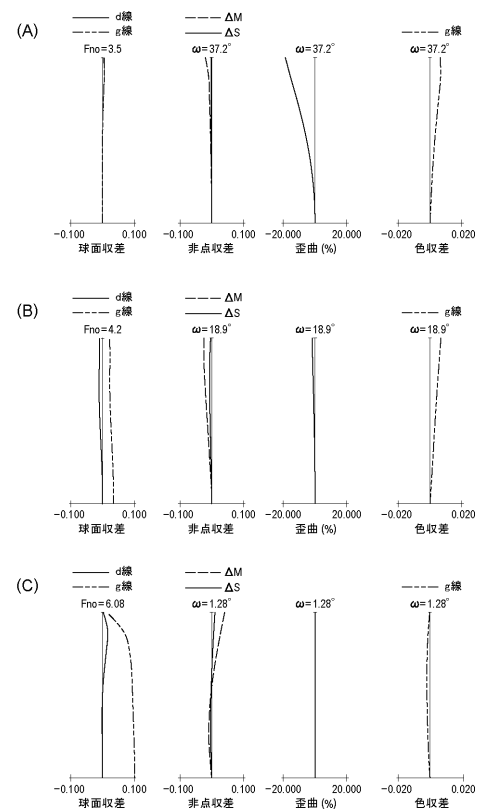 (A)
d線
g線
Fno=3.5
-0.100 0.100
球面収差
ΔM
ΔS
ω=37.2°
-0.100 0.100
非点収差
ω=37.2°
-20.000 20.000
歪曲(%)
g線
ω=37.2°
-0.020 0.020
色収差
(B)
d線
g線
Fno=4.2
-0.100 0.100
球面収差
ΔM
ΔS
ω=18.9°
-0.100 0.100
非点収差
ω=18.9°
-20.000 20.000
歪曲(%)
g線
ω=18.9°
-0.020 0.020
色収差
(C)
d線
g線
Fno=6.08
-0.100 0.100
球面収差
ΔM
ΔS
ω=1.28°
-0.100 0.100
非点収差
ω=1.28°
-20.000 20.000
歪曲(%)
g線
ω=1.28°
-0.020 0.020
色収差